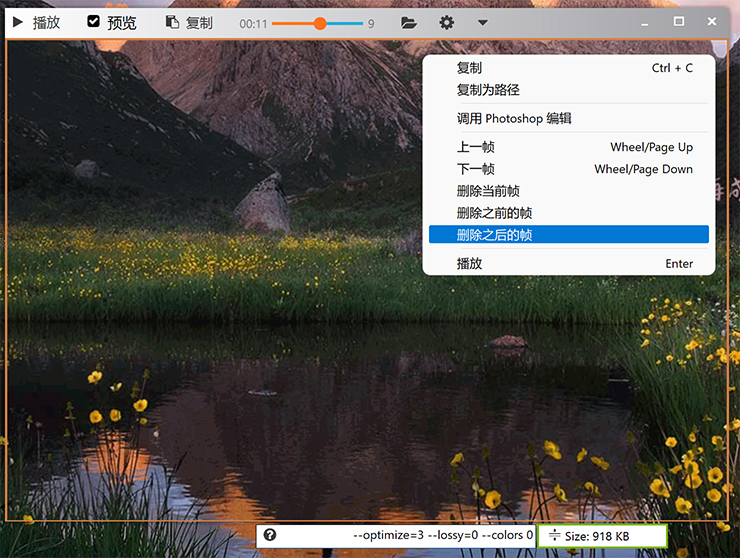 播放 预览 复制 00:11 9
复制 Ctrl + C
复制为路径
调用 Photoshop 编辑
上一帧 Wheel/Page Up
下一帧 Wheel/Page Down
删除当前帧
删除之前的帧
删除之后的帧
播放 Enter
--optimize=3 --lossy=0 --colors 0 Size: 918 KB